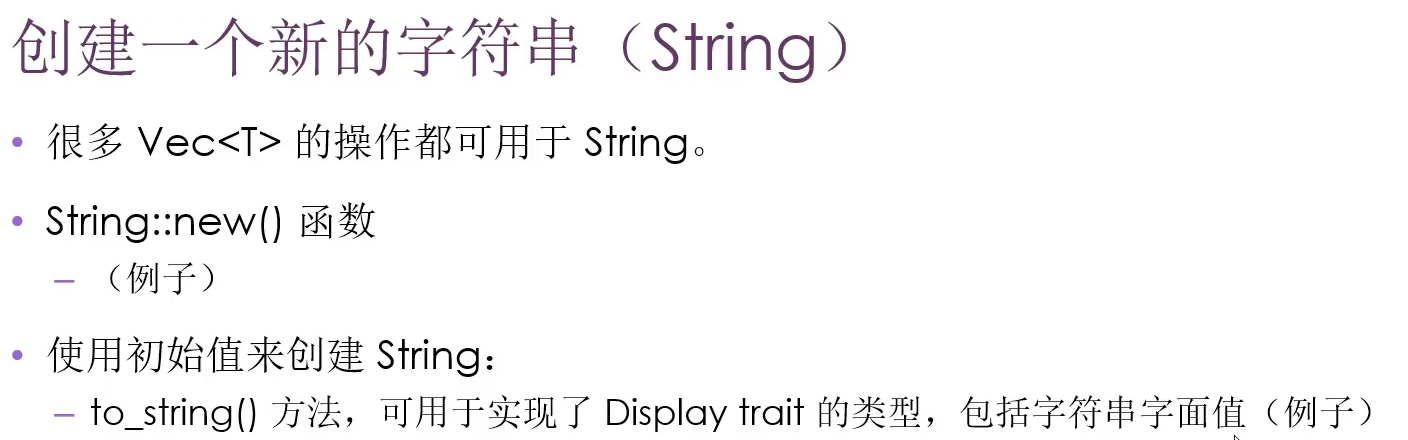 创建一个新的字符串（String）
• 很多 Vec<T> 的操作都可用于 String。
• String::new() 函数
– （例子）
• 使用初始值来创建 String：
– to_string() 方法，可用于实现了 Display trait 的类型，包括字符串字面值（例子）